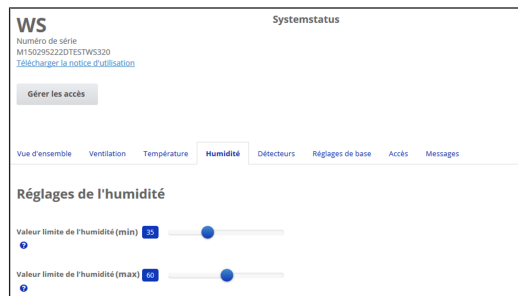 WS
Systemstatus
Numéro de série
M150295222DTESTWS320
Télécharger la notice d'utilisation
Gérer les accès
Vue d'ensemble Ventilation Température Humidité Détecteurs Réglages de base Accès Messages
Réglages de l'humidité
Valeur limite de l'humidité (min) 35
?
Valeur limite de l'humidité (max) 60
?